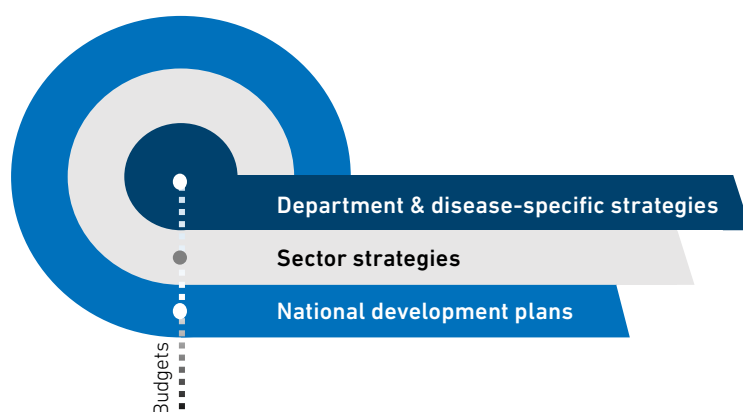 Department & disease-specific strategies
Sector strategies
National development plans
Budgets